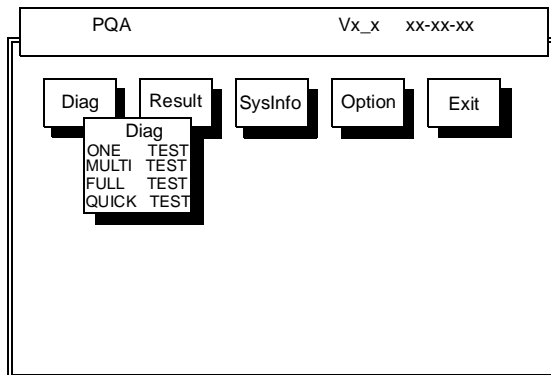 PQA Vx_x xx-xx-xx
Diag Result SysInfo Option Exit
Diag
ONE TEST
MULTI TEST
FULL TEST
QUICK TEST